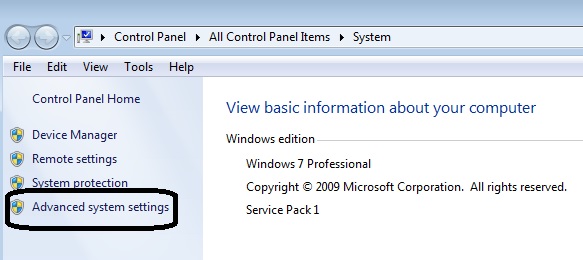 Control Panel All Control Panel Items System
File Edit View Tools Help
Control Panel Home
Device Manager
Remote settings
System protection
Advanced system settings
View basic information about your computer
Windows edition
Windows 7 Professional
Copyright © 2009 Microsoft Corporation. All rights reserved.
Service Pack 1